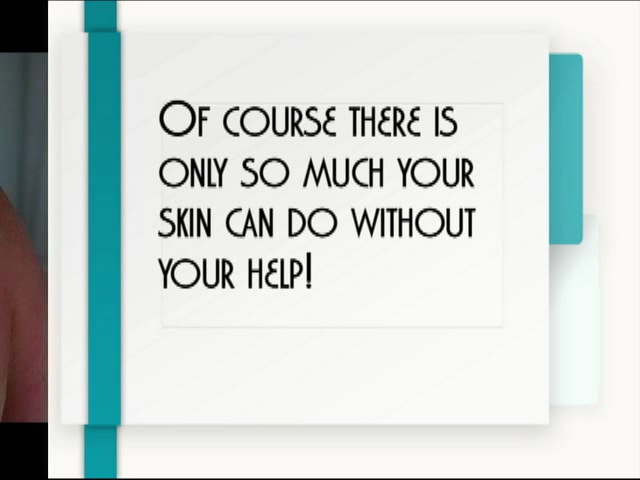 Of course there is
only so much your
skin can do without
your help!